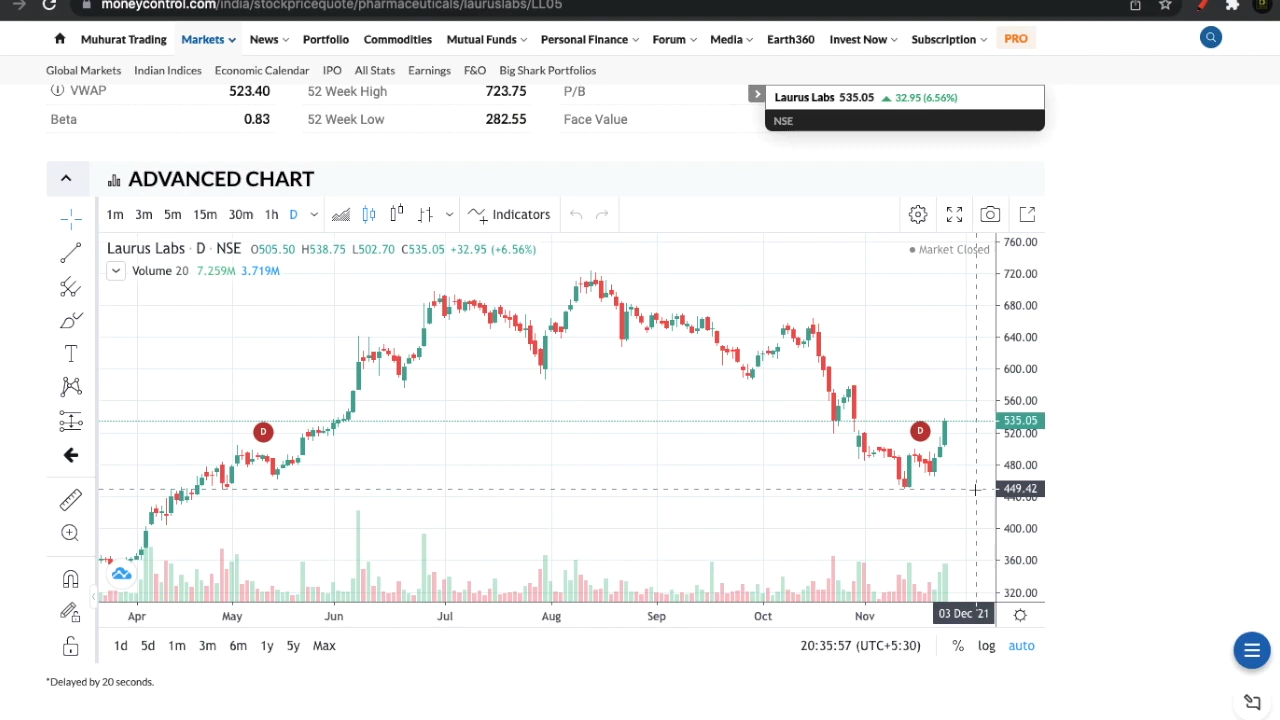 moneycontrol.com/india/stockpricequote/pharmaceuticals/lauruslabs/LL05
Muhurat Trading Markets News Portfolio Commodities Mutual Funds Personal Finance Forum Media Earth360 Invest Now Subscription PRO
Global Markets Indian Indices Economic Calendar IPO All Stats Earnings F&O Big Shark Portfolios
VWAP 523.40 52 Week High 723.75 P/B
Beta 0.83 52 Week Low 282.55 Face Value
Laurus Labs 535.05 32.95 (6.56%)
NSE
ADVANCED CHART
1m 3m 5m 15m 30m 1h D Indicators
Laurus Labs · D · NSE O505.50 H538.75 L502.70 C535.05 +32.95 (+6.56%)
Market Closed
Volume 20 7.259M 3.719M
760.00
720.00
680.00
640.00
600.00
560.00
535.05
520.00
480.00
449.42
440.00
400.00
360.00
320.00
D
D
Apr May Jun Jul Aug Sep Oct Nov 03 Dec '21
1d 5d 1m 3m 6m 1y 5y Max 20:35:57 (UTC+5:30) % log auto
*Delayed by 20 seconds.